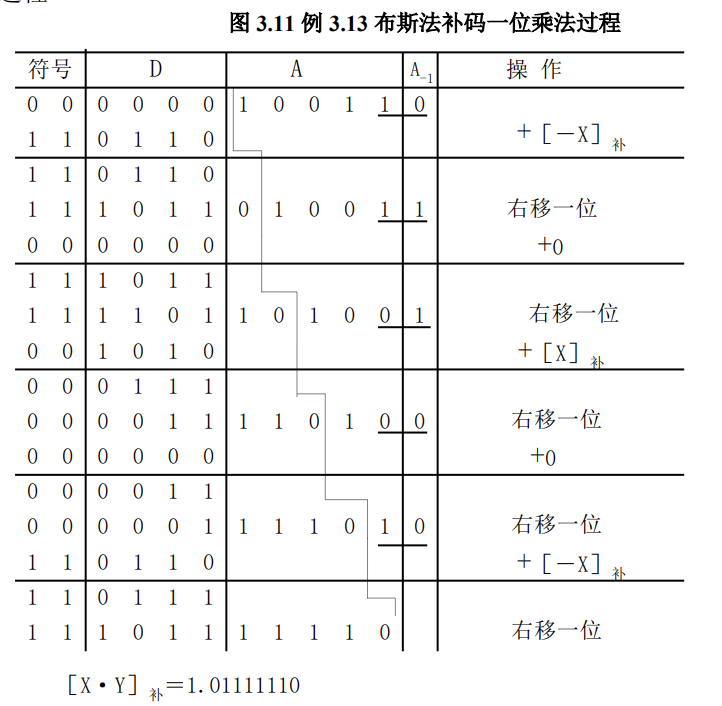 图 3.11 例 3.13 布斯法补码一位乘法过程
符号 D A A-1 操 作
0 0 0 0 0 0 1 0 0 1 1 0
1 1 0 1 1 0 +［-X］补
1 1 0 1 1 0
1 1 1 0 1 1 0 1 0 0 1 1 右移一位
0 0 0 0 0 0 +0
1 1 1 0 1 1
1 1 1 1 0 1 1 0 1 0 0 1 右移一位
0 0 1 0 1 0 +［X］补
0 0 0 1 1 1
0 0 0 0 1 1 1 1 0 1 0 0 右移一位
0 0 0 0 0 0 +0
0 0 0 0 1 1
0 0 0 0 0 1 1 1 1 0 1 0 右移一位
1 1 0 1 1 0 +［-X］补
1 1 0 1 1 1
1 1 1 0 1 1 1 1 1 1 0 右移一位
［X·Y］补=1.01111110